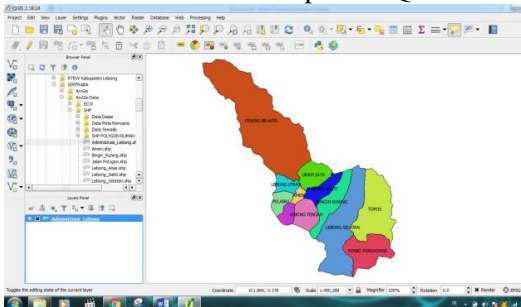 QGIS 2.18.14
Project Edit View Layer Settings Plugins Vector Raster Database Web Processing Help
Browser Panel
RTRW Kabupaten Lebong
SIMTRABA
ArcGis
ArcGis Data
ECW
SHP
Data Dasar
Data Peta Rencana
Data Tematik
SHP POLYGON RUMAH
Administrasi_Lebong.sh
Amen.shp
Bingin_Kuning.shp
Jalan Polygon.shp
Lebong_Atas.shp
Lebong_Sakti.shp
Lebong_Selatan.shp
Layers Panel
Administrasi_Lebong
PINANG BELAPIS
URAM JAYA
LEBONG UTARA
AMEN
PELABAI
BINGIN KUNING
LEBONG TENGAH
TOPOS
LEBONG SELATAN
RIMBO PENGADANG
Toggles the editing state of the current layer
Coordinate
Scale
Magnifier 100%
Rotation 0.0
Render